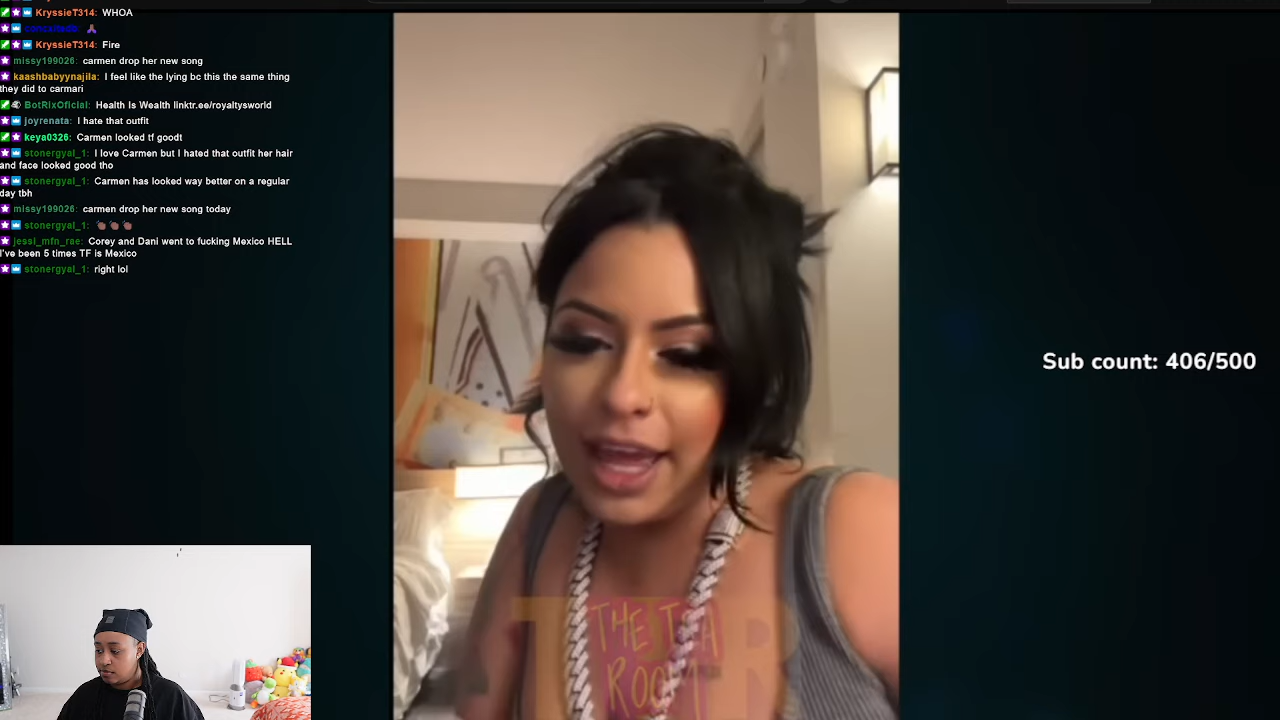 KryssieT314: WHOA
KryssieT314: Fire
missy199026: carmen drop her new song
kaashbabyynajila: I feel like the lying bc this the same thing
they did to carmari
BotRixOficial: Health Is Wealth linktr.ee/royaltysworld
joyrenata: I hate that outfit
keya0326: Carmen looked tf goodt
stonergyal_1: I love Carmen but I hated that outfit her hair
and face looked good tho
stonergyal_1: Carmen has looked way better on a regular
day tbh
missy199026: carmen drop her new song today
stonergyal_1:
jessi_mfn_rae: Corey and Dani went to fucking Mexico HELL
I've been 5 times TF is Mexico
stonergyal_1: right lol
Sub count: 406/500
THE TEA
ROOM